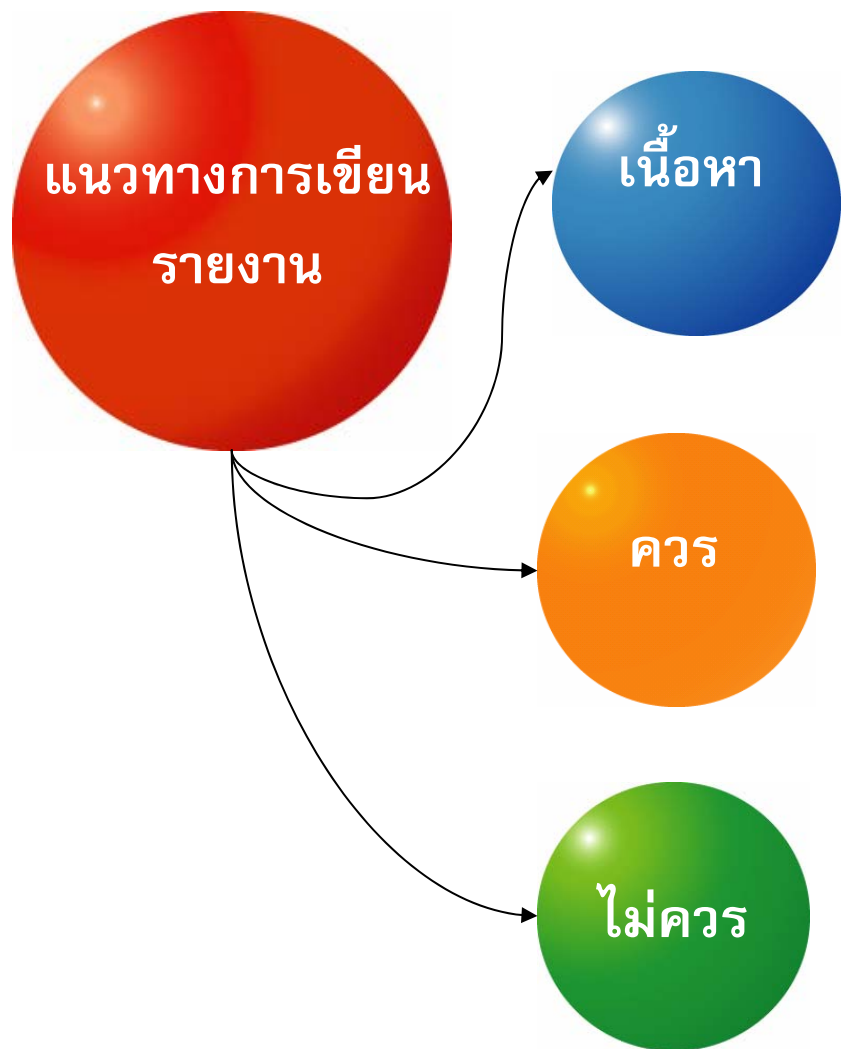 แนวทางการเขียน
รายงาน
เนื้อหา
ควร
ไม่ควร